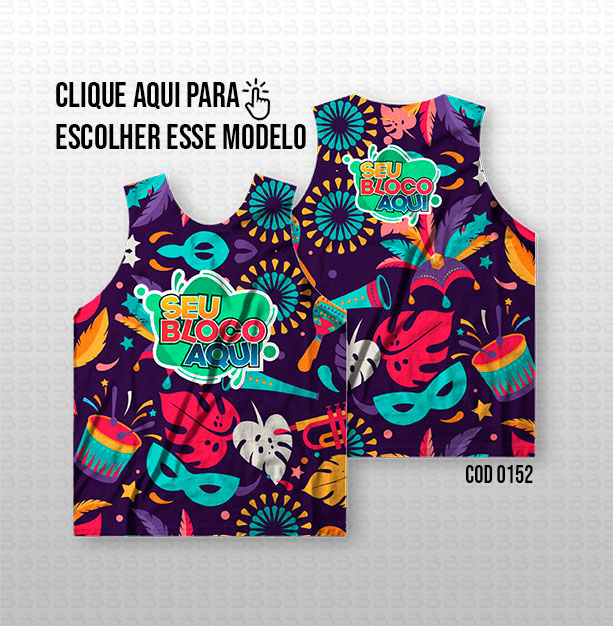 CLIQUE AQUI PARA
ESCOLHER ESSE MODELO
SEU
BLOCO
AQUI
SEU
BLOCO
AQUI
COD 0152